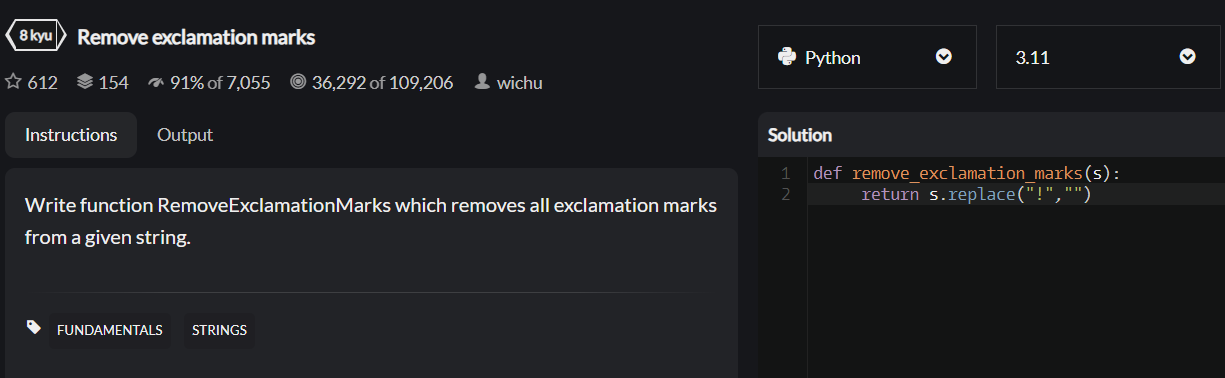 8 kyu Remove exclamation marks
612 154 91% of 7,055 36,292 of 109,206 wichu
Instructions Output
Write function RemoveExclamationMarks which removes all exclamation marks
from a given string.
FUNDAMENTALS STRINGS
Python 3.11
Solution
1 def remove_exclamation_marks(s):
2 return s.replace("!","")